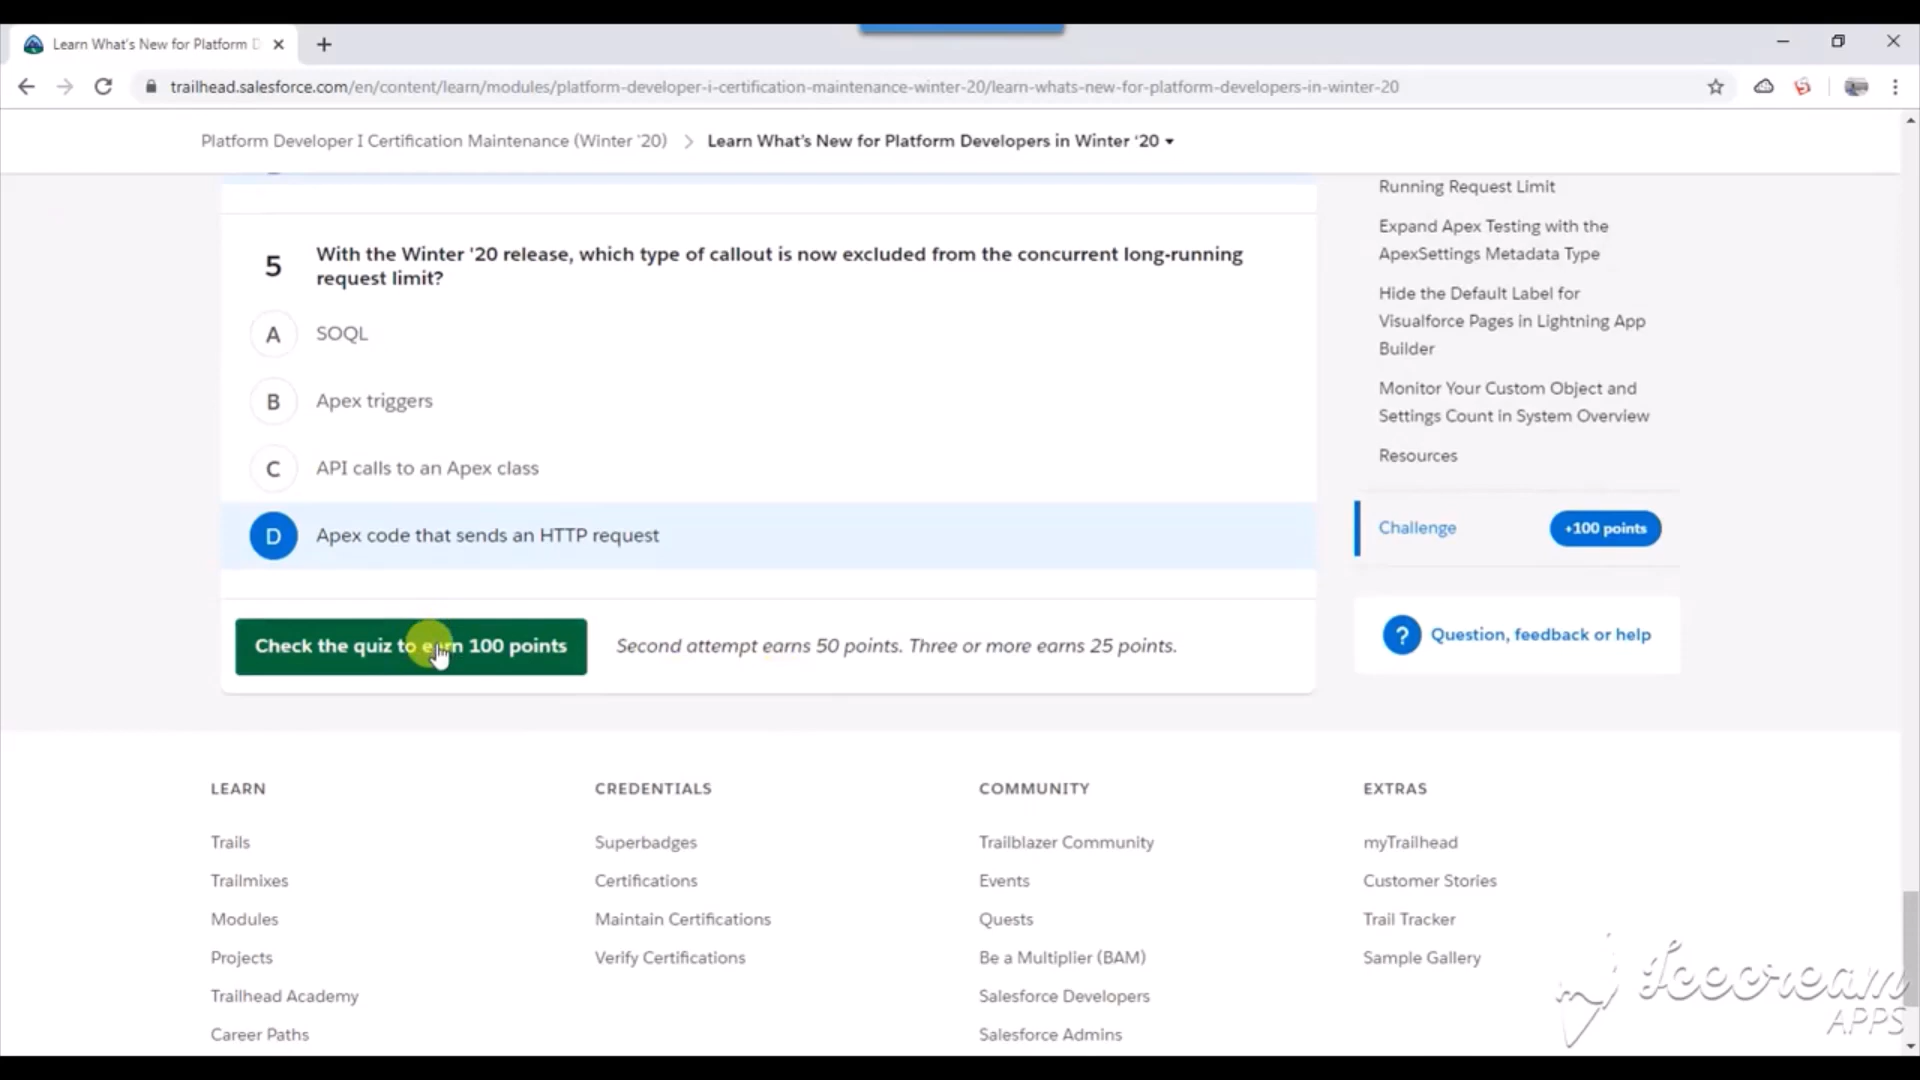 Learn What's New for Platform D
trailhead.salesforce.com/en/content/learn/modules/platform-developer-i-certification-maintenance-winter-20/learn-whats-new-for-platform-developers-in-winter-20
Platform Developer I Certification Maintenance (Winter '20) > Learn What's New for Platform Developers in Winter '20
5 With the Winter '20 release, which type of callout is now excluded from the concurrent long-running
request limit?
A SOQL
B Apex triggers
C API calls to an Apex class
D Apex code that sends an HTTP request
Check the quiz to earn 100 points
Second attempt earns 50 points. Three or more earns 25 points.
Running Request Limit
Expand Apex Testing with the
ApexSettings Metadata Type
Hide the Default Label for
Visualforce Pages in Lightning App
Builder
Monitor Your Custom Object and
Settings Count in System Overview
Resources
Challenge +100 points
? Question, feedback or help
LEARN
Trails
Trailmixes
Modules
Projects
Trailhead Academy
Career Paths
CREDENTIALS
Superbadges
Certifications
Maintain Certifications
Verify Certifications
COMMUNITY
Trailblazer Community
Events
Quests
Be a Multiplier (BAM)
Salesforce Developers
Salesforce Admins
EXTRAS
myTrailhead
Customer Stories
Trail Tracker
Sample Gallery
Icecream
APPS